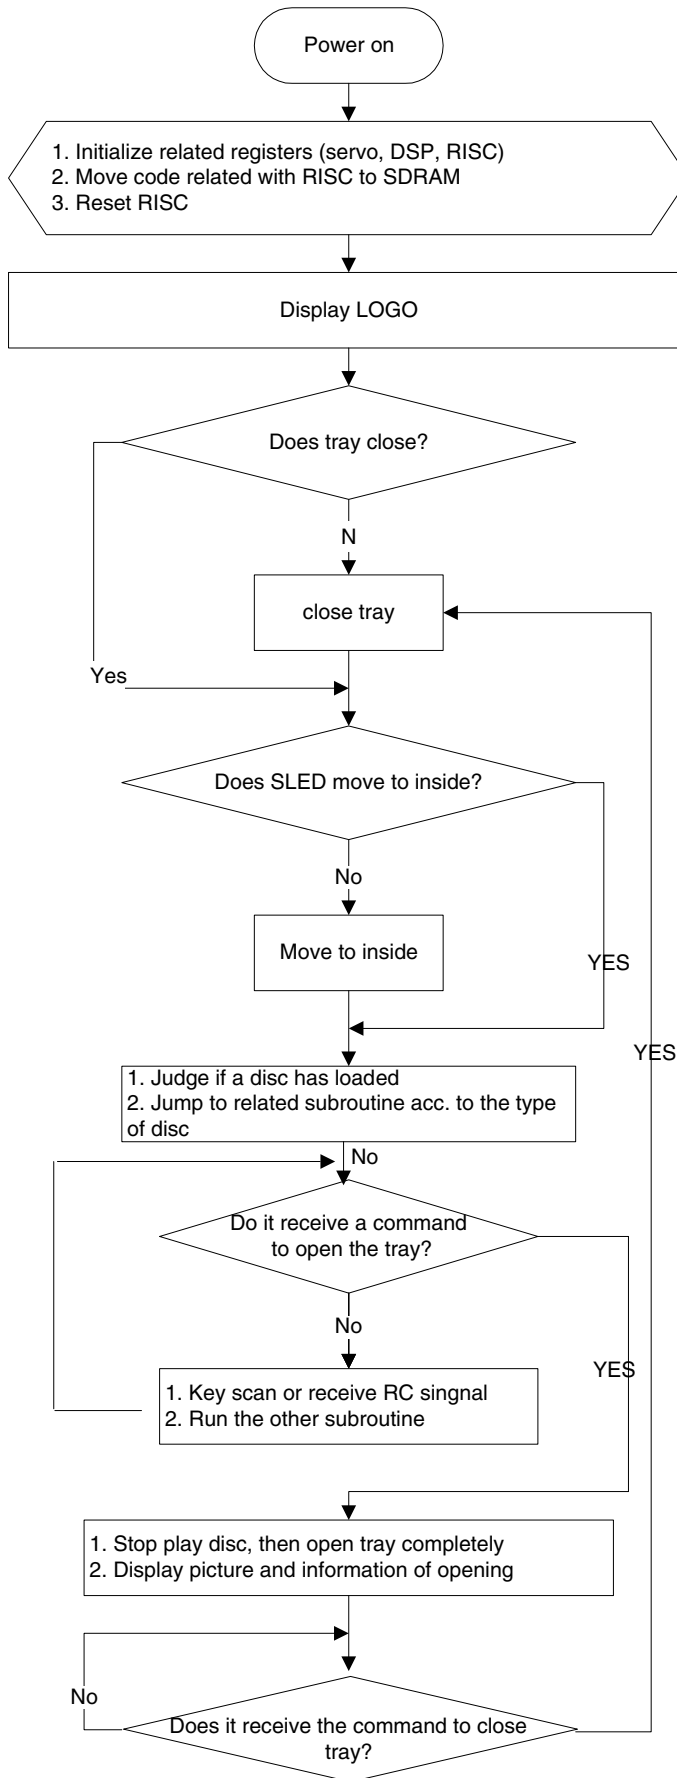 Power on
1. Initialize related registers (servo, DSP, RISC)
2. Move code related with RISC to SDRAM
3. Reset RISC
Display LOGO
Does tray close?
N
close tray
Yes
Does SLED move to inside?
No
Move to inside
YES
YES
1. Judge if a disc has loaded
2. Jump to related subroutine acc. to the type
of disc
No
Do it receive a command
to open the tray?
No
YES
1. Key scan or receive RC singnal
2. Run the other subroutine
1. Stop play disc, then open tray completely
2. Display picture and information of opening
No
Does it receive the command to close
tray?